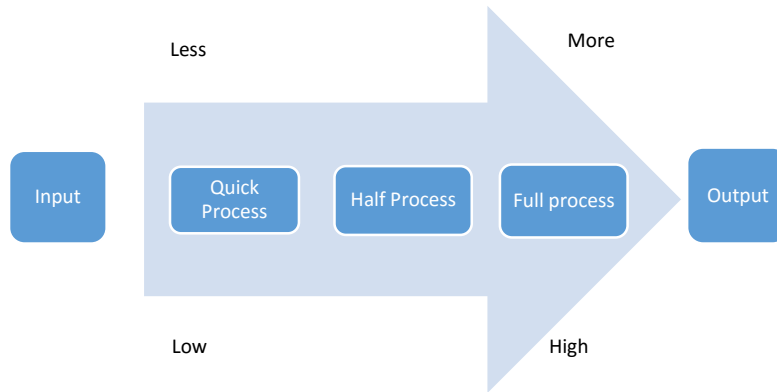 Less
More
Input
Quick
Process
Half Process
Full process
Output
Low
High